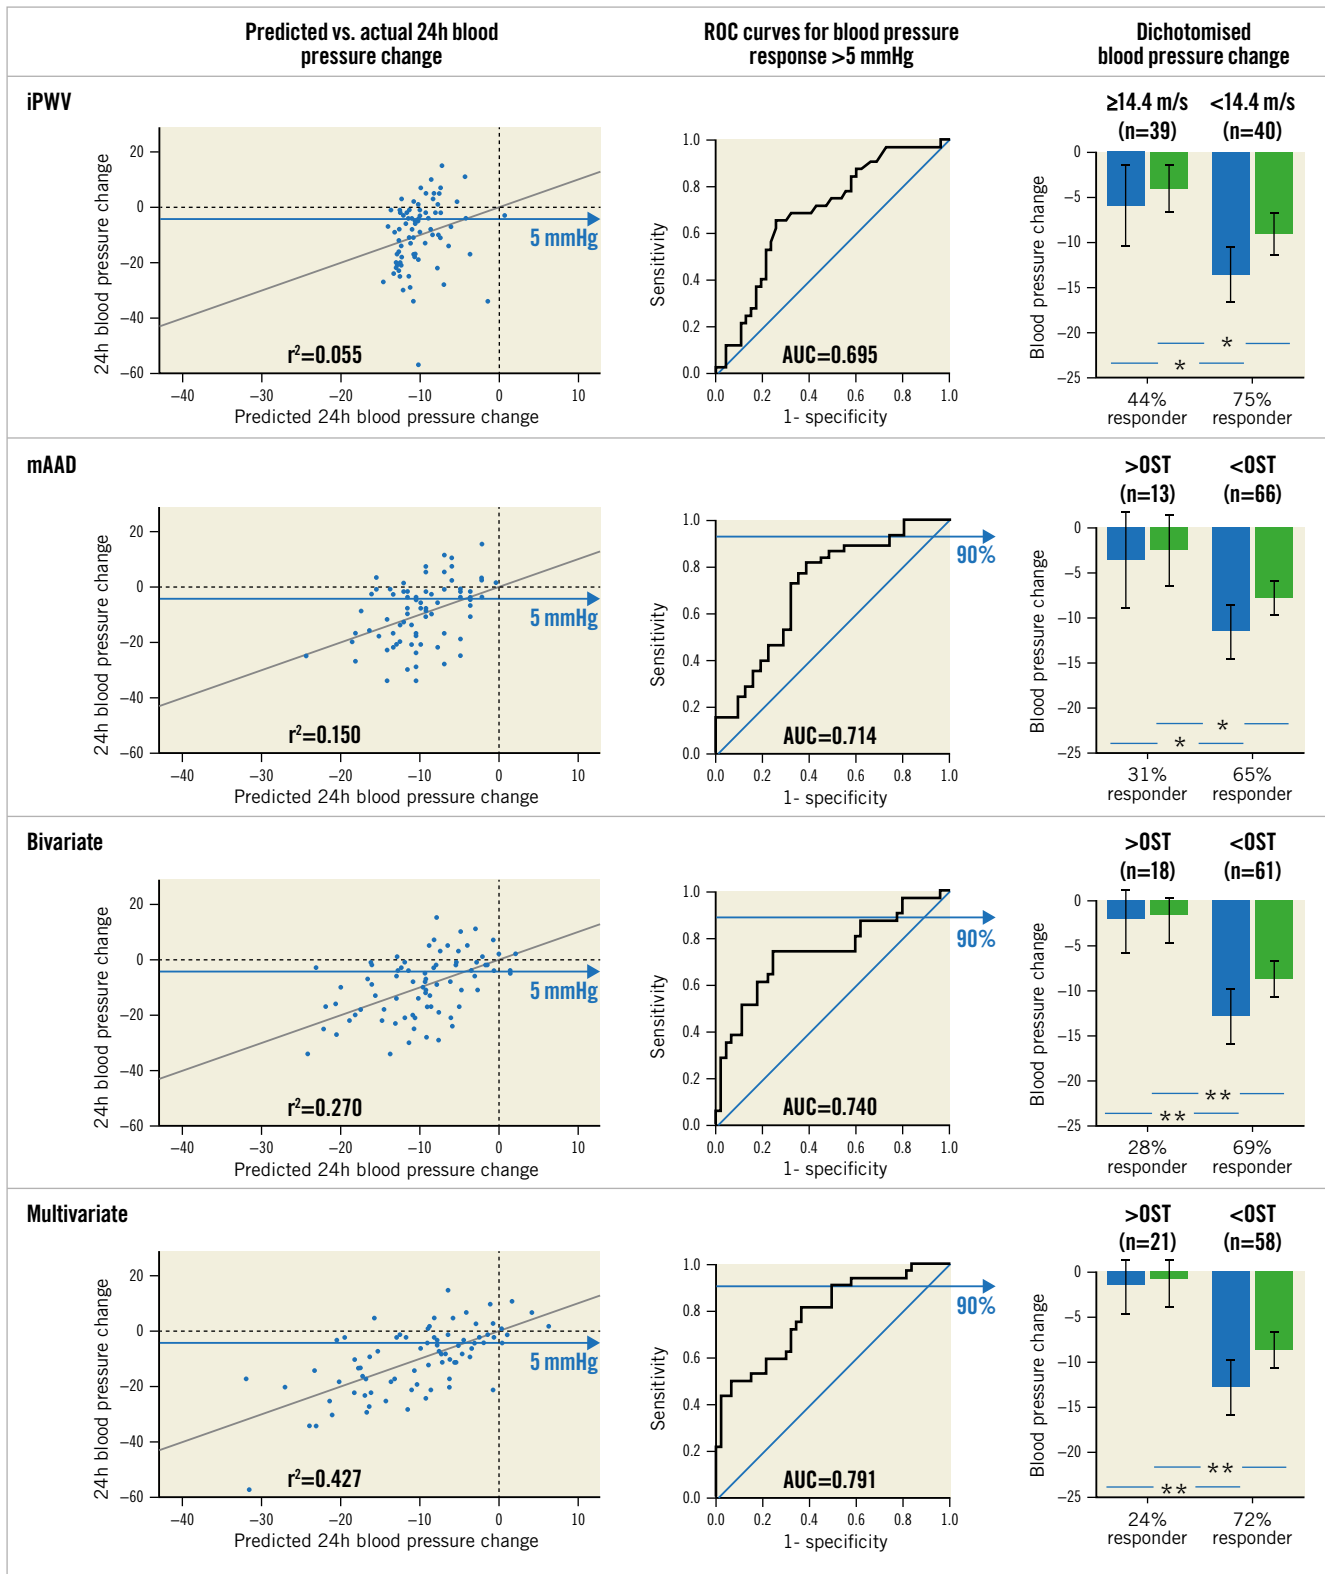 Predicted vs. actual 24h blood
pressure change
ROC curves for blood pressure
response >5 mmHg
Dichotomised
blood pressure change
iPWV
24h blood pressure change
20
0
−20
−40
−60
5 mmHg
r²=0.055
−40 −30 −20 −10 0 10
Predicted 24h blood pressure change
Sensitivity
1.0
0.8
0.6
0.4
0.2
0.0
AUC=0.695
0.0 0.2 0.4 0.6 0.8 1.0
1- specificity
≥14.4 m/s <14.4 m/s
(n=39) (n=40)
Blood pressure change
0
−5
−10
−15
−20
−25
*
*
44% 75%
responder responder
mAAD
24h blood pressure change
20
0
−20
−40
−60
5 mmHg
r²=0.150
−40 −30 −20 −10 0 10
Predicted 24h blood pressure change
Sensitivity
1.0
0.8
0.6
0.4
0.2
0.0
90%
AUC=0.714
0.0 0.2 0.4 0.6 0.8 1.0
1- specificity
>OST <OST
(n=13) (n=66)
Blood pressure change
0
−5
−10
−15
−20
−25
*
*
31% 65%
responder responder
Bivariate
24h blood pressure change
20
0
−20
−40
−60
5 mmHg
r²=0.270
−40 −30 −20 −10 0 10
Predicted 24h blood pressure change
Sensitivity
1.0
0.8
0.6
0.4
0.2
0.0
90%
AUC=0.740
0.0 0.2 0.4 0.6 0.8 1.0
1- specificity
>OST <OST
(n=18) (n=61)
Blood pressure change
0
−5
−10
−15
−20
−25
**
**
28% 69%
responder responder
Multivariate
24h blood pressure change
20
0
−20
−40
−60
5 mmHg
r²=0.427
−40 −30 −20 −10 0 10
Predicted 24h blood pressure change
Sensitivity
1.0
0.8
0.6
0.4
0.2
0.0
90%
AUC=0.791
0.0 0.2 0.4 0.6 0.8 1.0
1- specificity
>OST <OST
(n=21) (n=58)
Blood pressure change
0
−5
−10
−15
−20
−25
**
**
24% 72%
responder responder